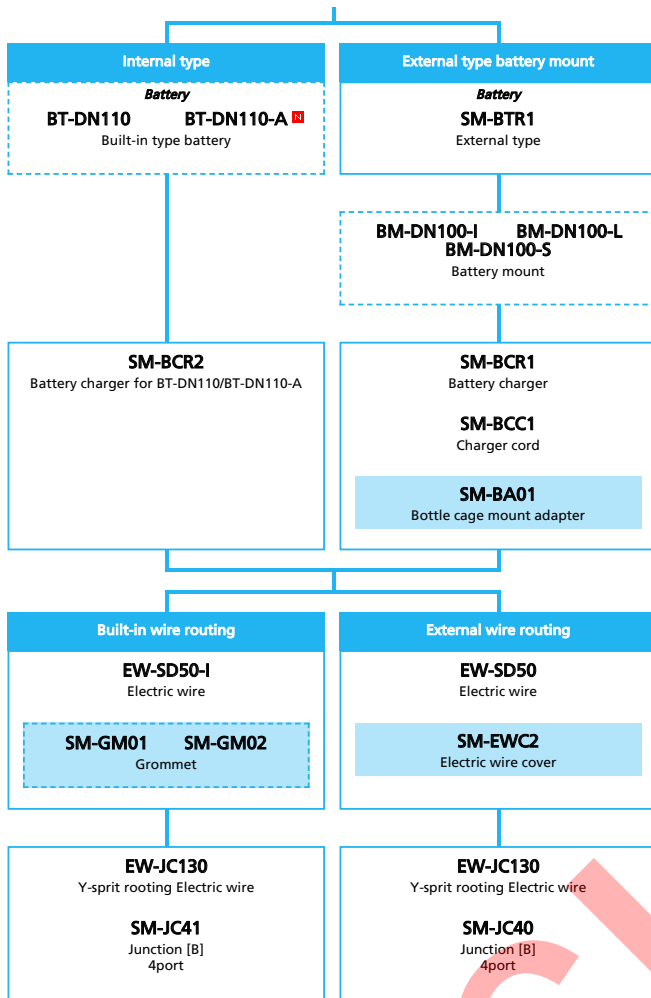 Internal type
External type battery mount
Battery
BT-DN110 BT-DN110-A N
Built-in type battery
Battery
SM-BTR1
External type
BM-DN100-I BM-DN100-L
BM-DN100-S
Battery mount
SM-BCR2
Battery charger for BT-DN110/BT-DN110-A
SM-BCR1
Battery charger
SM-BCC1
Charger cord
SM-BA01
Bottle cage mount adapter
Built-in wire routing
External wire routing
EW-SD50-I
Electric wire
SM-GM01 SM-GM02
Grommet
EW-SD50
Electric wire
SM-EWC2
Electric wire cover
EW-JC130
Y-sprit rooting Electric wire
SM-JC41
Junction [B]
4port
EW-JC130
Y-sprit rooting Electric wire
SM-JC40
Junction [B]
4port